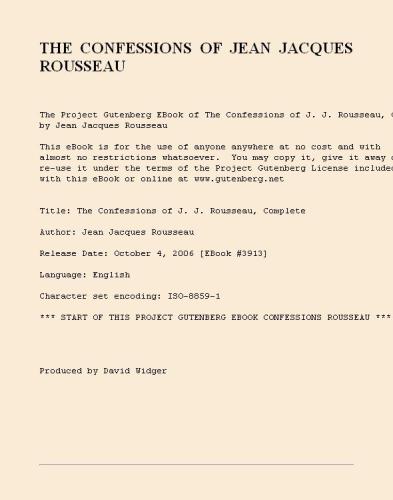 THE CONFESSIONS OF JEAN JACQUES
ROUSSEAU
The Project Gutenberg EBook of The Confessions of J. J. Rousseau,
by Jean Jacques Rousseau
This eBook is for the use of anyone anywhere at no cost and with
almost no restrictions whatsoever.  You may copy it, give it away
re-use it under the terms of the Project Gutenberg License
with this eBook or online at www.gutenberg.net
Title: The Confessions of J. J. Rousseau, Complete
Author: Jean Jacques Rousseau
Release Date: October 4, 2006 [EBook #3913]
Language: English
Character set encoding: ISO-8859-1
*** START OF THIS PROJECT GUTENBERG EBOOK CONFESSIONS ROUSSEAU ***
Produced by David Widger